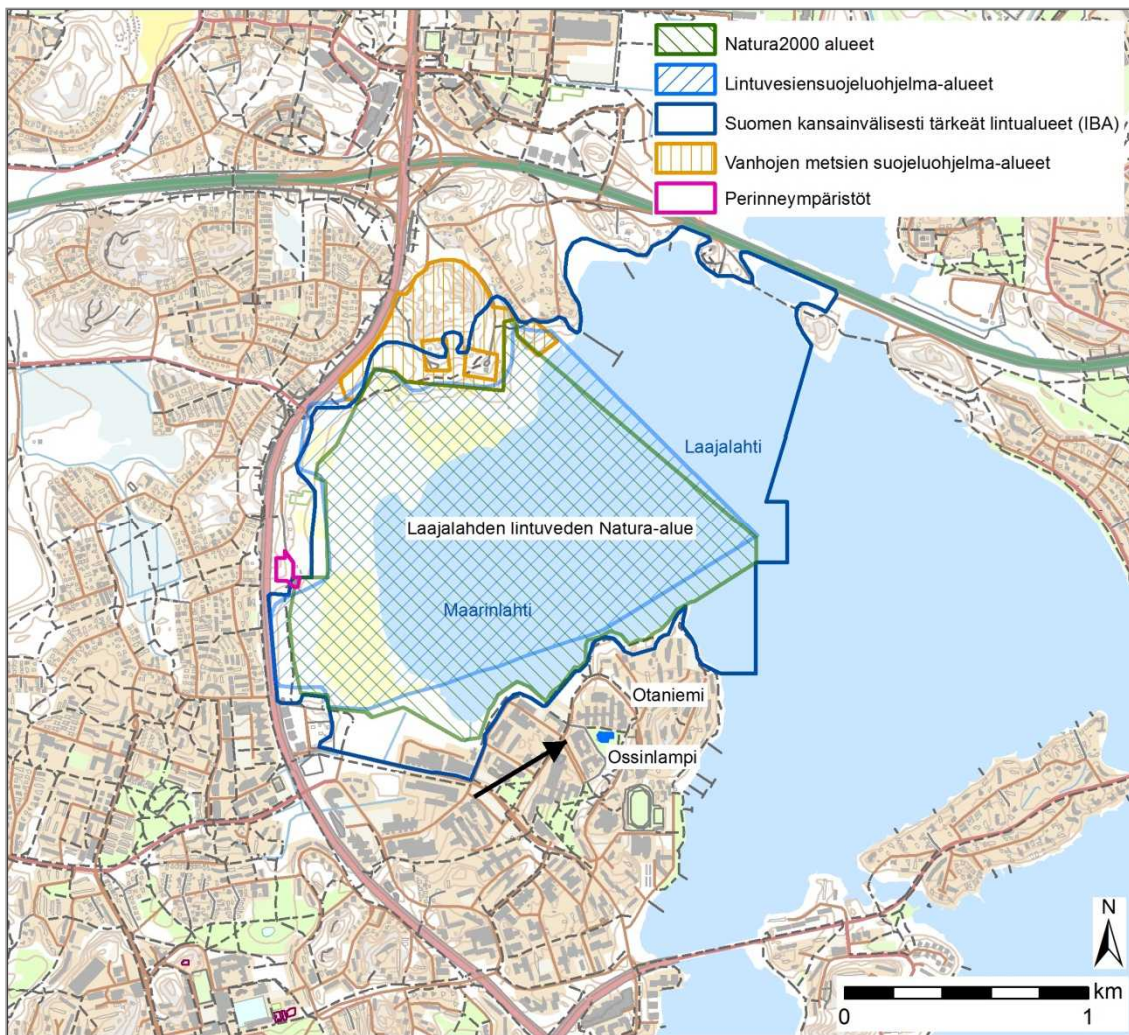 Natura2000 alueet
Lintuvesiensuojeluohjelma-alueet
Suomen kansainvälisesti tärkeät lintualueet (IBA)
Vanhojen metsien suojeluohjelma-alueet
Perinneympäristöt
Laajalahti
Laajalahden lintuveden Natura-alue
Maarinlahti
Otaniemi
Ossinlampi
N
km
0 1